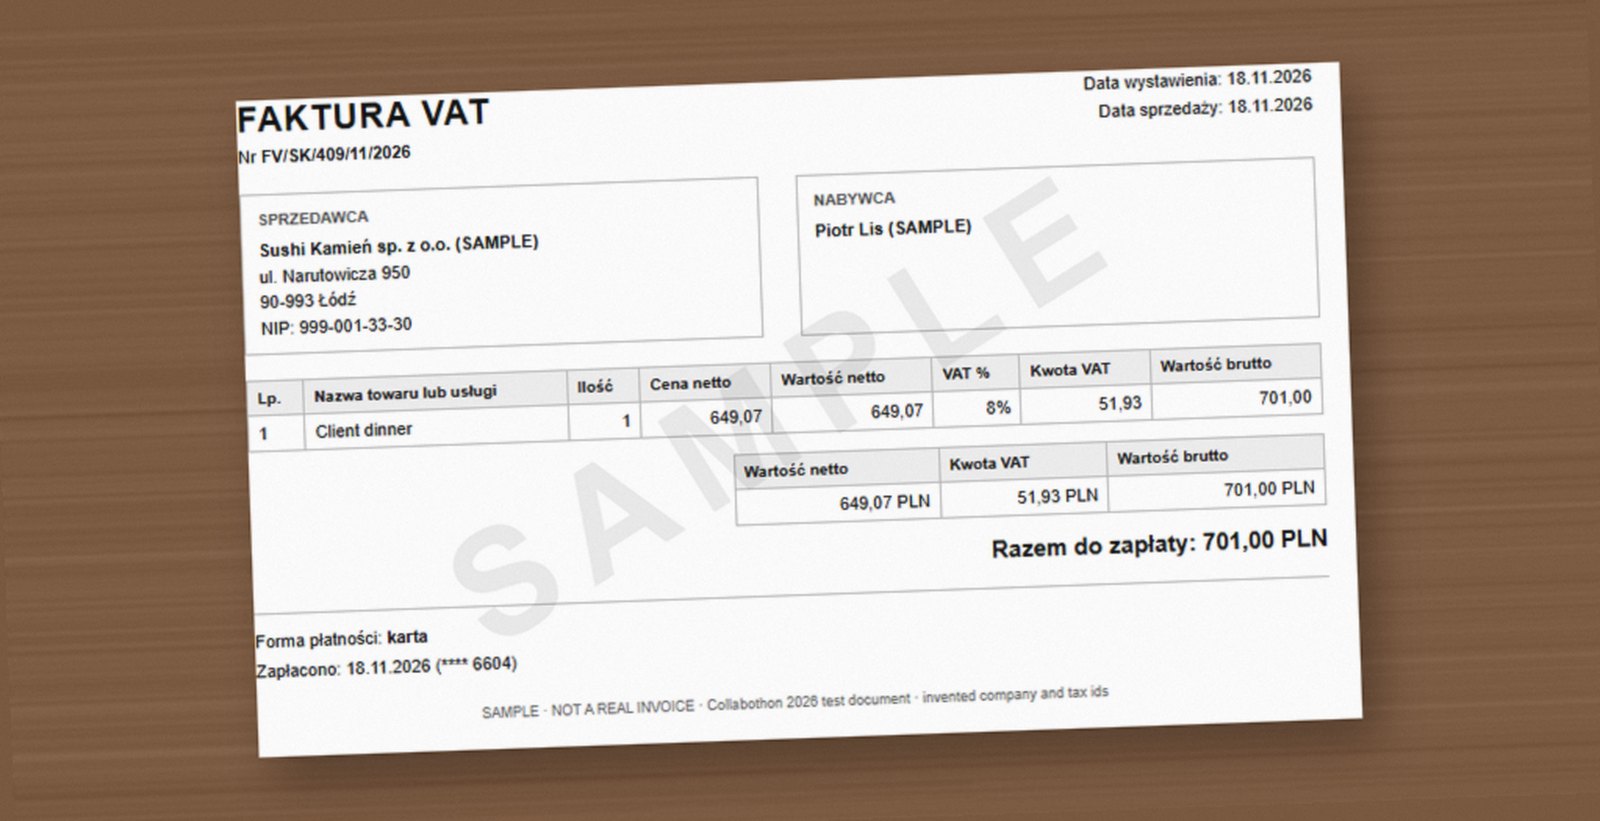 FAKTURA VAT
Nr FV/SK/409/11/2026
Data wystawienia: 18.11.2026
Data sprzedaży: 18.11.2026
SPRZEDAWCA
Sushi Kamień sp. z o.o. (SAMPLE)
ul. Narutowicza 950
90-993 Łódź
NIP: 999-001-33-30
NABYWCA
Piotr Lis (SAMPLE)
Lp. Nazwa towaru lub usługi Ilość Cena netto Wartość netto VAT % Kwota VAT Wartość brutto
1 Client dinner 1 649,07 649,07 8% 51,93 701,00
Wartość netto Kwota VAT Wartość brutto
649,07 PLN 51,93 PLN 701,00 PLN
Razem do zapłaty: 701,00 PLN
Forma płatności: karta
Zapłacono: 18.11.2026 (**** 6604)
SAMPLE · NOT A REAL INVOICE · Collabothon 2026 test document · invented company and tax ids
SAMPLE